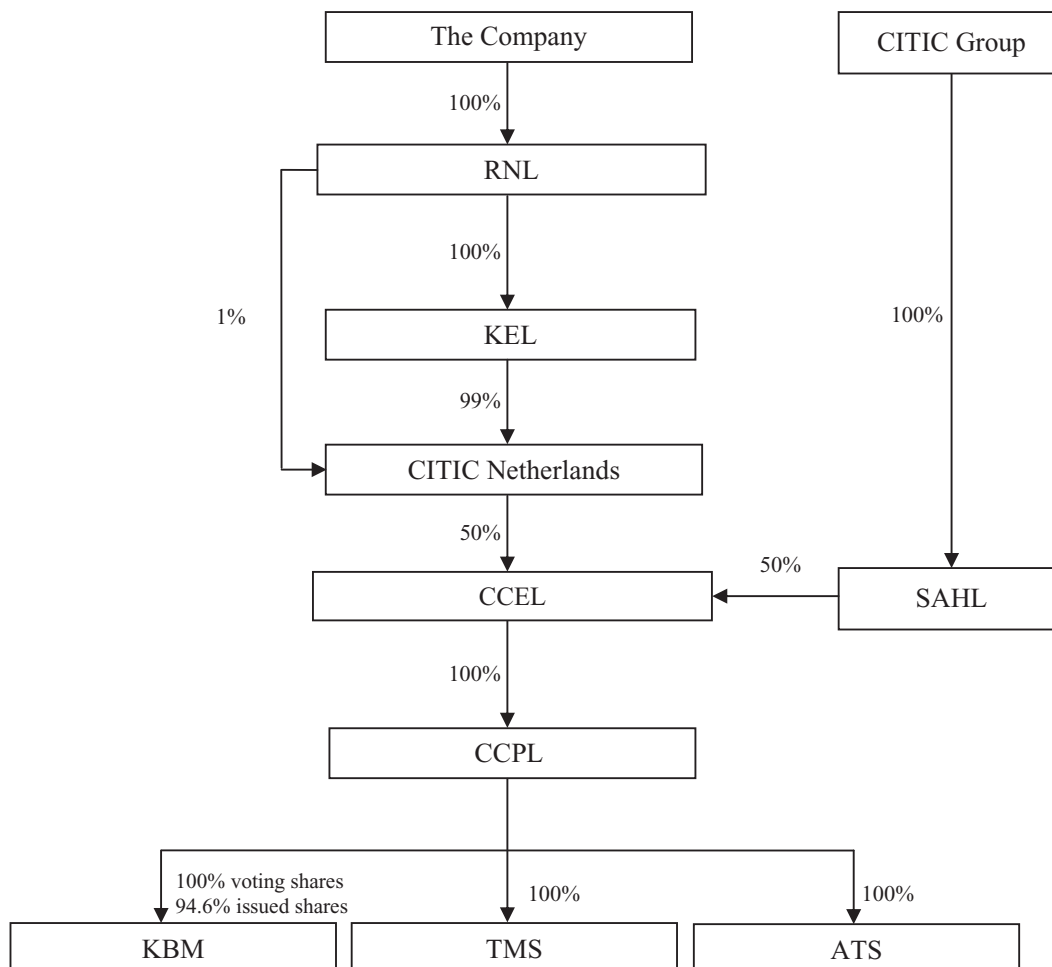 The Company
CITIC Group
100%
RNL
100%
1%
100%
KEL
99%
CITIC Netherlands
50%
50%
CCEL
SAHL
100%
CCPL
100% voting shares
94.6% issued shares
100%
100%
KBM
TMS
ATS